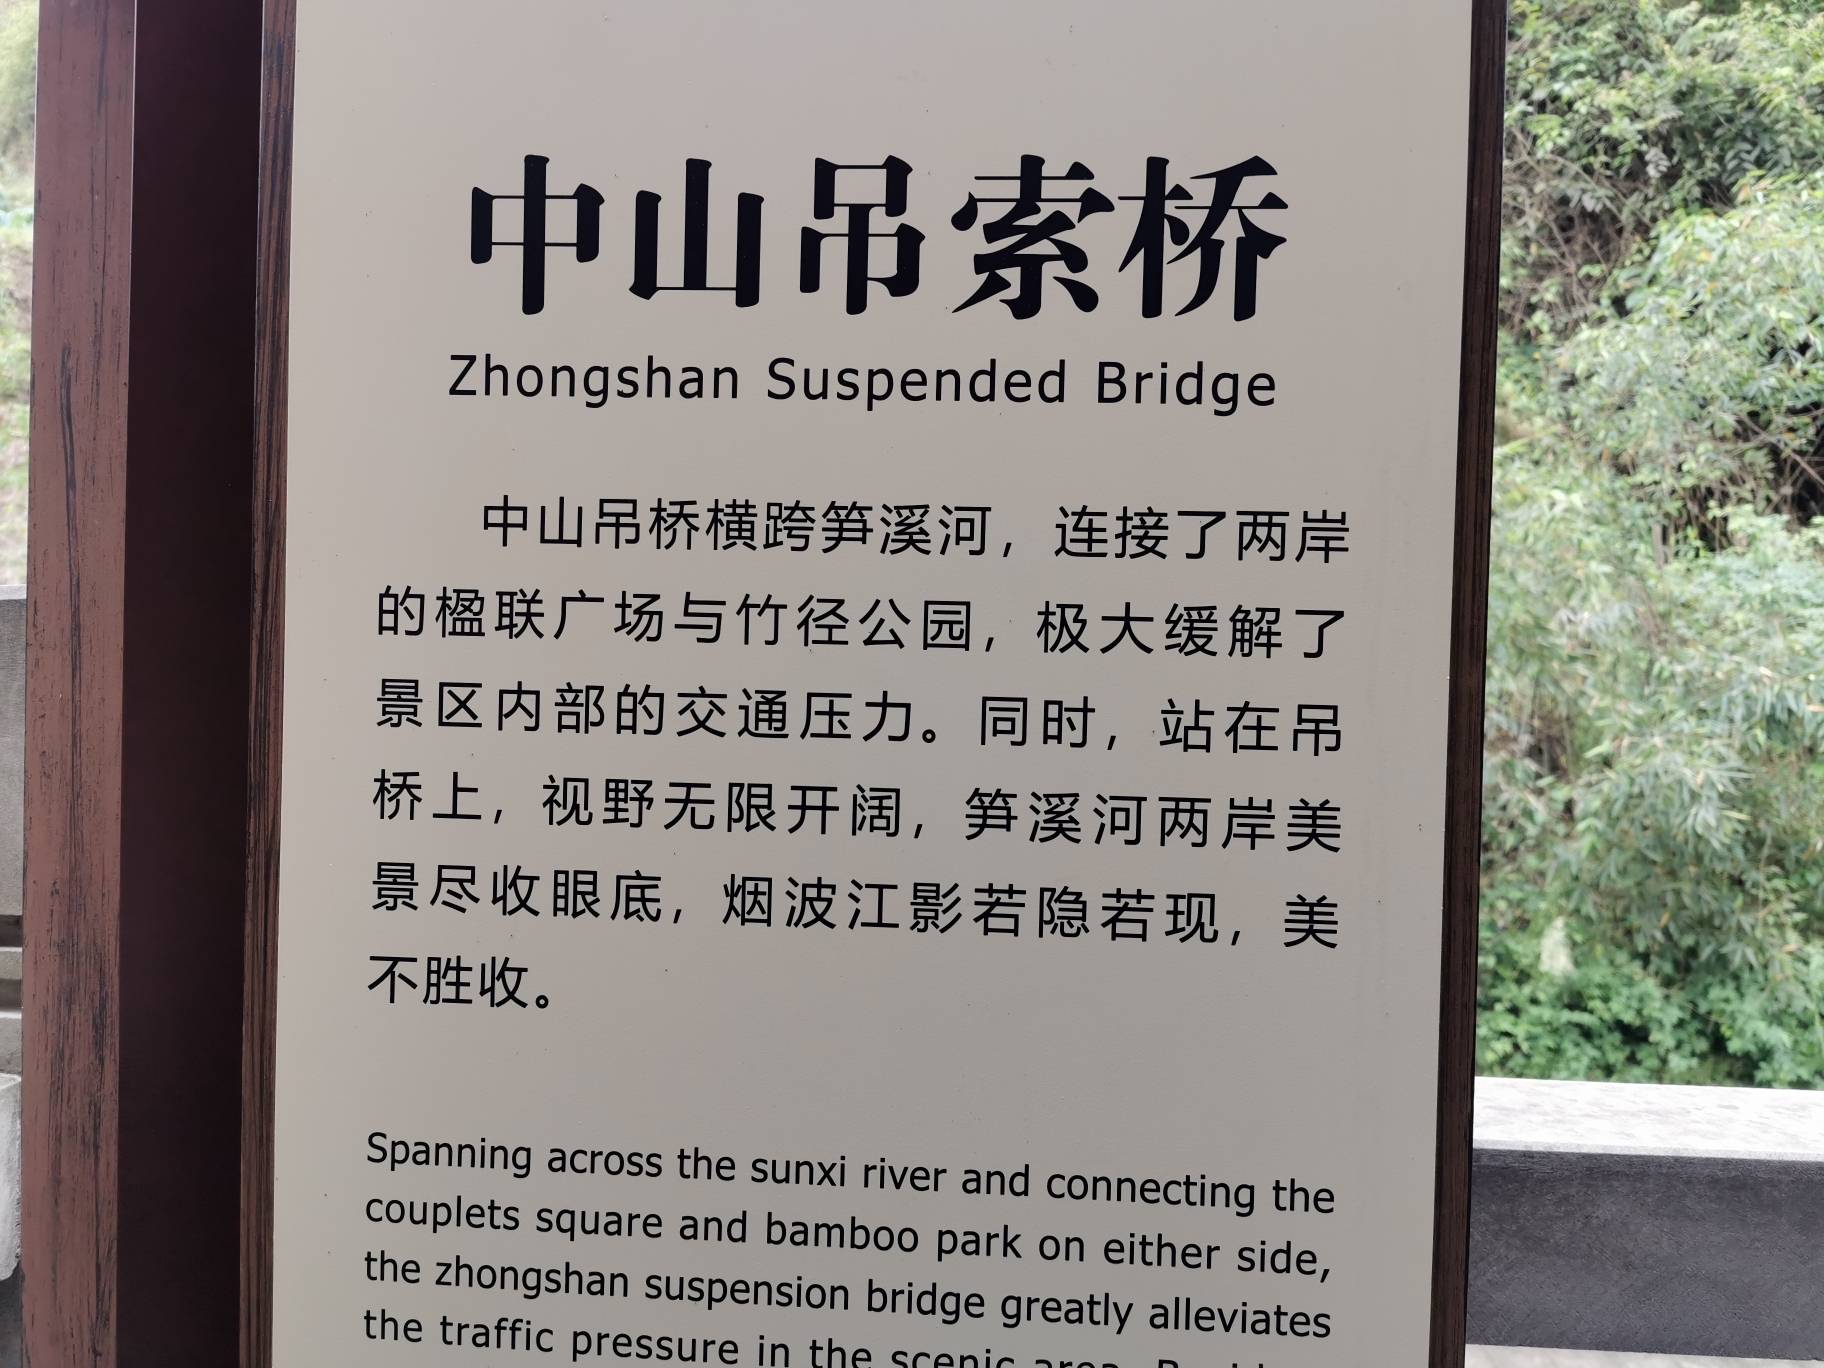 中山吊索桥
Zhongshan Suspended Bridge
中山吊桥横跨笋溪河，连接了两岸
的楹联广场与竹径公园，极大缓解了
景区内部的交通压力。同时，站在吊
桥上，视野无限开阔，笋溪河两岸美
景尽收眼底，烟波江影若隐若现，美
不胜收。
Spanning across the sunxi river and connecting the
couplets square and bamboo park on either side,
the zhongshan suspension bridge greatly alleviates
the traffic pressure in the scenic area.